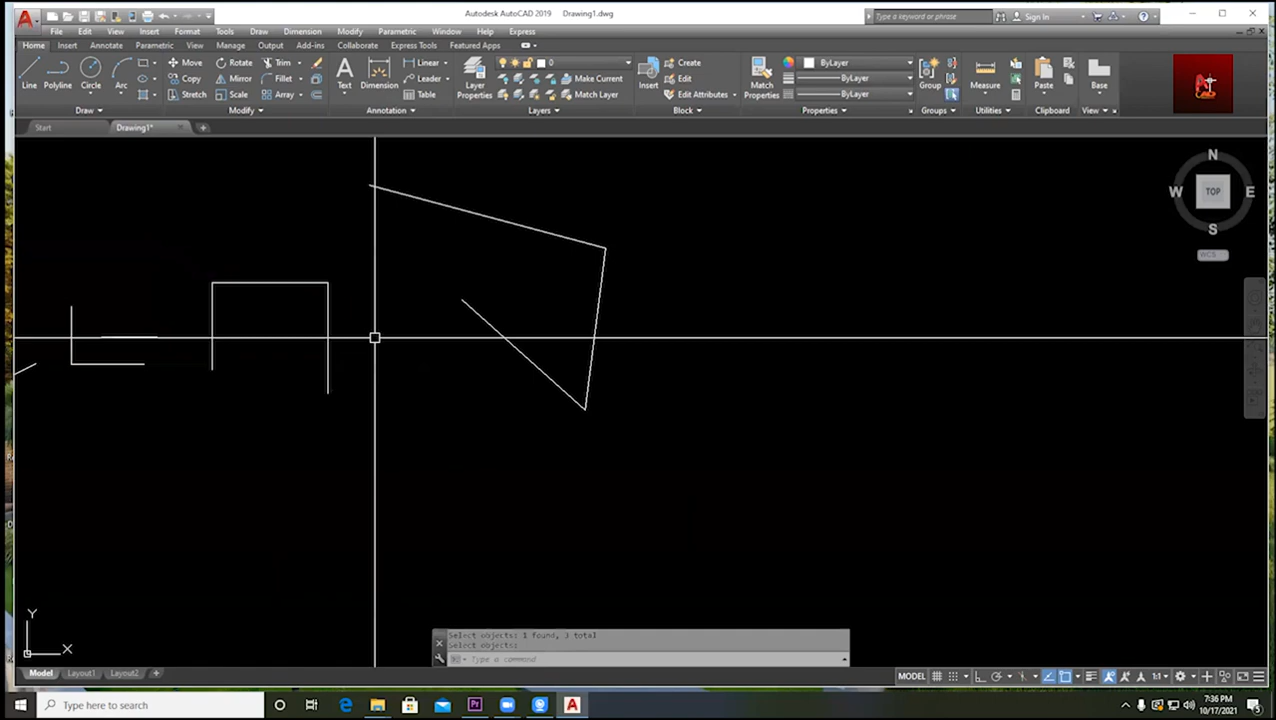 Autodesk AutoCAD 2019 Drawing1.dwg
Type a keyword or phrase
Sign In
File Edit View Insert Format Tools Draw Dimension Modify Parametric Window Help Express
Home Insert Annotate Parametric View Manage Output Add-ins Collaborate Express Tools Featured Apps
Line
Polyline
Circle
Arc
Draw
Move Rotate Trim
Copy Mirror Fillet
Stretch Scale Array
Modify
Text
Dimension
Linear
Leader
Table
Annotation
Layer
Properties
0
Make Current
Match Layer
Layers
Insert
Create
Edit
Edit Attributes
Block
Match
Properties
ByLayer
ByLayer
ByLayer
Properties
Group
Groups
Measure
Utilities
Paste
Clipboard
Base
View
Start Drawing1*
N
W TOP E
S
WCS
Y
X
Select objects: 1 found, 3 total
Select objects:
Type a command
Model Layout1 Layout2
MODEL 1:1
Type here to search
Pr
A
7:36 PM
10/17/2021